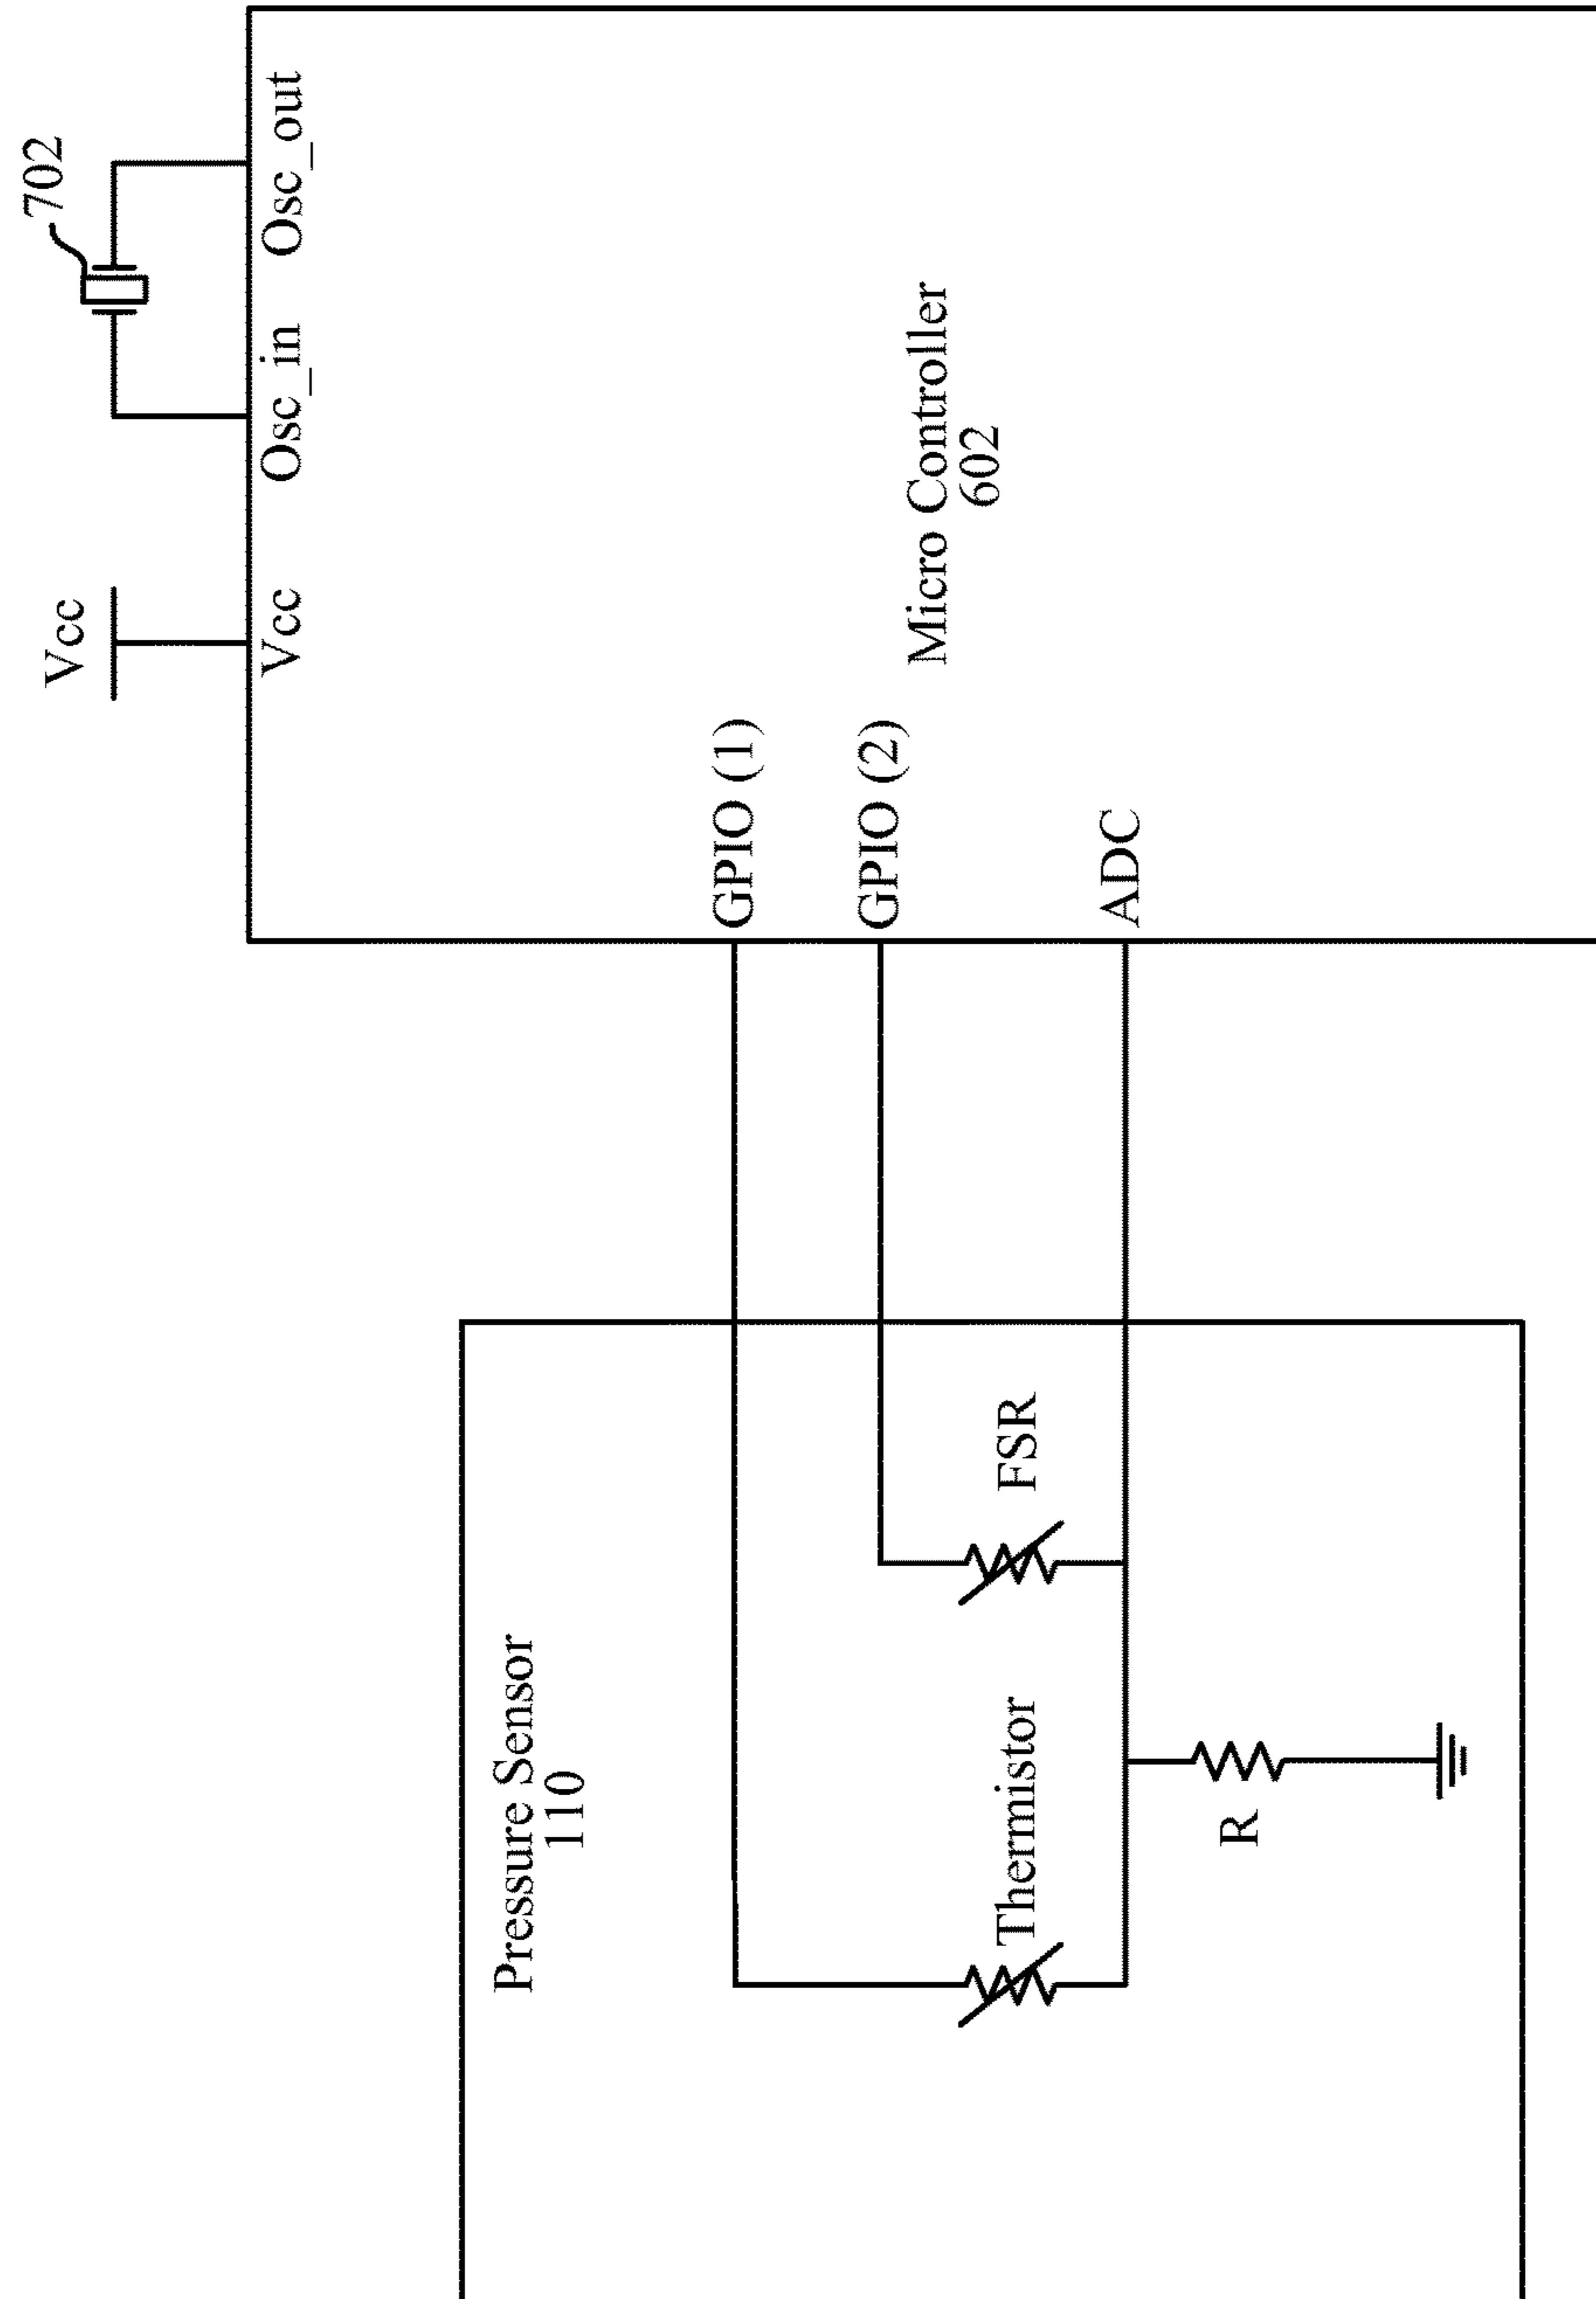 702
Vcc
Vcc
Osc_in
Osc_out
Pressure Sensor
110
GPIO (1)
GPIO (2)
Micro Controller
602
Thermistor
FSR
ADC
R